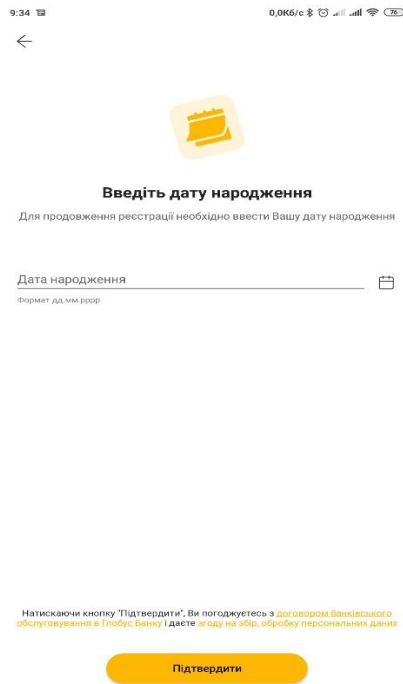 9:34
0,0Кб/с 76
Введіть дату народження
Для продовження реєстрації необхідно ввести Вашу дату народження
Дата народження
Формат дд.мм.рррр
Натискаючи кнопку "Підтвердити", Ви погоджуєтесь з договором банківського
обслуговування в Глобус Банку і даєте згоду на збір, обробку персональних даних
Підтвердити